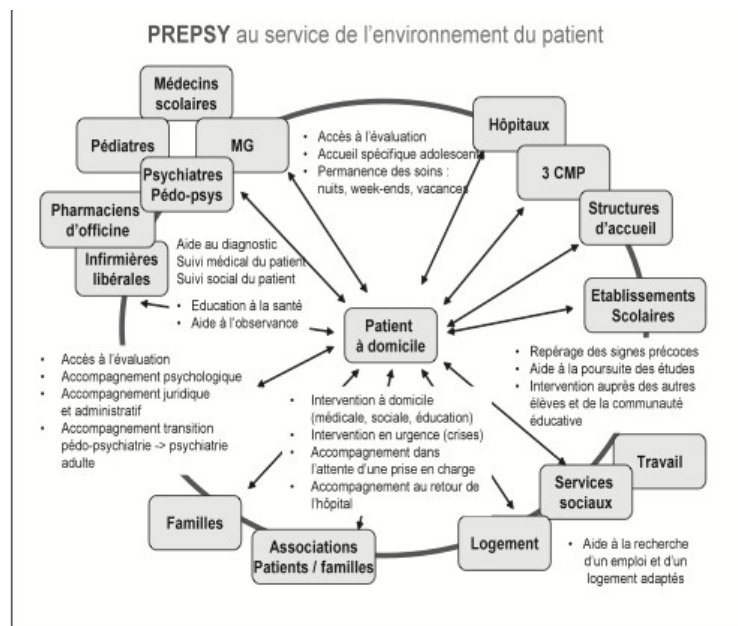 PREPSY au service de l'environnement du patient
Médecins
scolaires
Pédiatres
MG
Psychiatres
Pédo-psys
Pharmaciens
d'officine
Infirmières
libérales
• Accès à l'évaluation
• Accueil spécifique adolescent
• Permanence des soins :
nuits, week-ends, vacances
Hôpitaux
3 CMP
Structures
d'accueil
Etablissements
Scolaires
Aide au diagnostic
Suivi médical du patient
Suivi social du patient
• Education à la santé
• Aide à l'observance
Patient
à domicile
• Repérage des signes précoces
• Aide à la poursuite des études
• Intervention auprès des autres
élèves et de la communauté
éducative
• Accès à l'évaluation
• Accompagnement psychologique
• Accompagnement juridique
et administratif
• Accompagnement transition
pédo-psychiatrie -> psychiatrie
adulte
• Intervention à domicile
(médicale, sociale, éducation)
• Intervention en urgence (crises)
• Accompagnement dans
l'attente d'une prise en charge
• Accompagnement au retour de
l'hôpital
Travail
Services
sociaux
Familles
Associations
Patients / familles
Logement
• Aide à la recherche
d'un emploi et d'un
logement adaptés